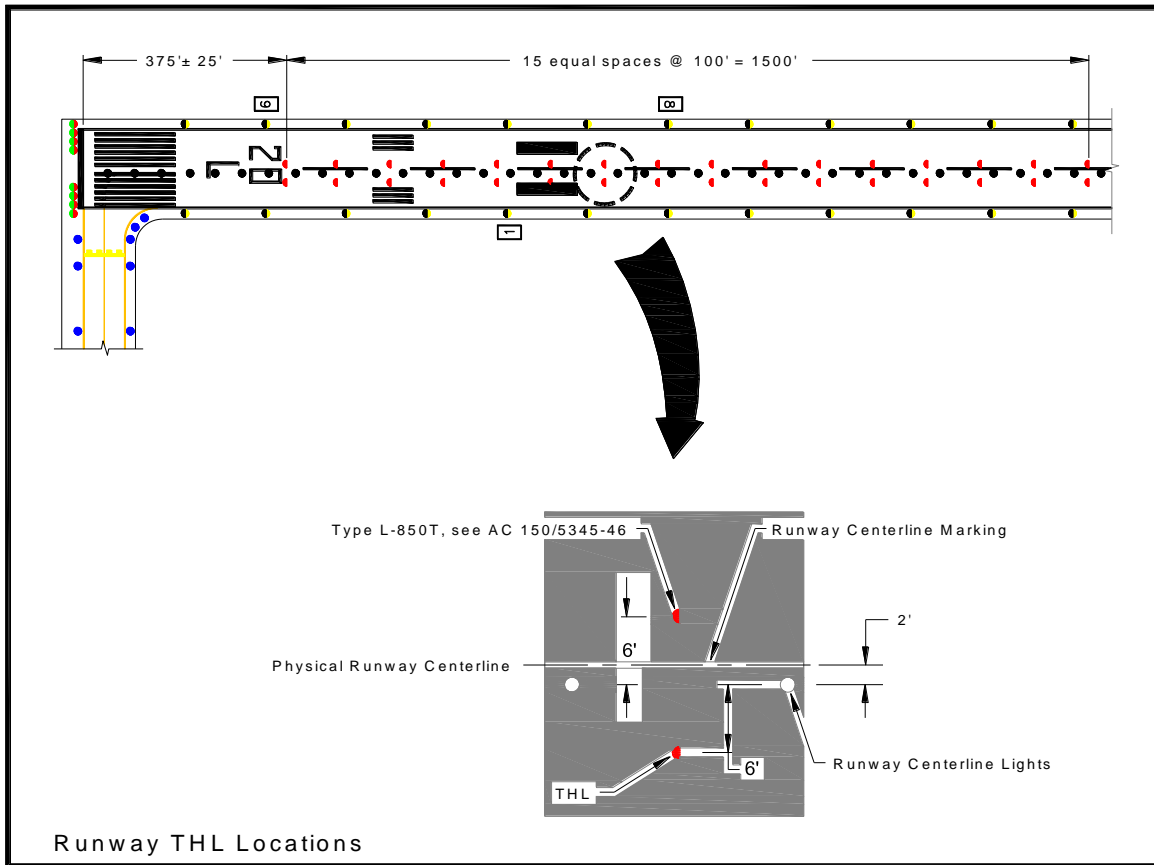 375'± 25'
15 equal spaces @ 100' = 1500'
9
8
L
12
1
Type L-850T, see AC 150/5345-46
Runway Centerline Marking
2'
6'
Physical Runway Centerline
6'
Runway Centerline Lights
THL
Runway THL Locations